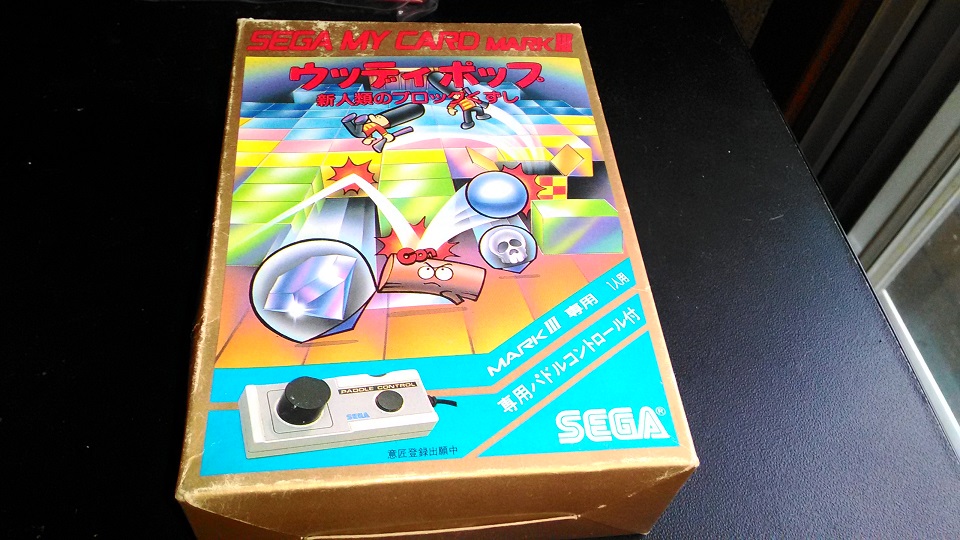 SEGA MY CARD MARK III
ウッディポップ
新人類のブロックくずし
Con
MARK III 専用 1人用
専用パドルコントロール付
PADDLE CONTROL
SEGA
意匠登録出願中
SEGA®